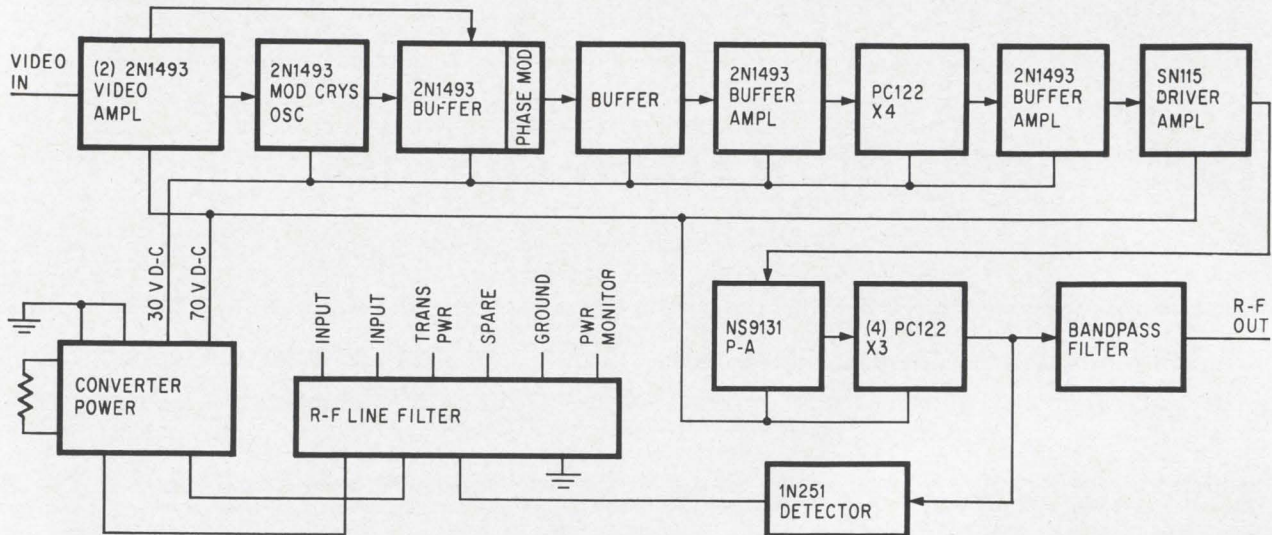 VIDEO
IN
(2) 2N1493
VIDEO
AMPL
2N1493
MOD CRYS
OSC
2N1493
BUFFER
PHASE MOD
BUFFER
2N1493
BUFFER
AMPL
PC122
X4
2N1493
BUFFER
AMPL
SN115
DRIVER
AMPL
30 V D-C
70 V D-C
INPUT
INPUT
TRANS
PWR
SPARE
GROUND
PWR
MONITOR
CONVERTER
POWER
R-F LINE FILTER
NS9131
P-A
(4) PC122
X3
BANDPASS
FILTER
R-F
OUT
1N251
DETECTOR